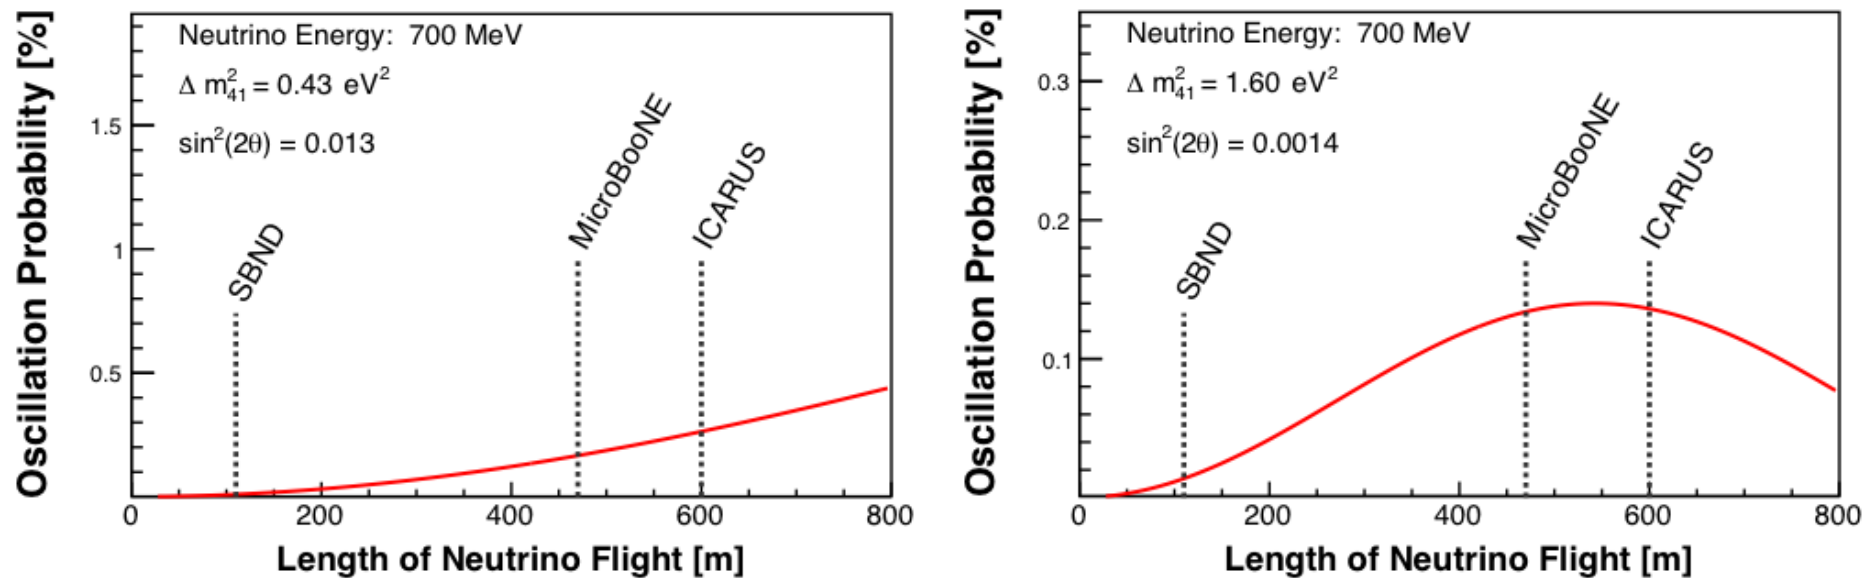 Oscillation Probability [%]
Neutrino Energy: 700 MeV
Δ m²₄₁ = 0.43 eV²
sin²(2θ) = 0.013
SBND
MicroBooNE
ICARUS
1.5
1
0.5
0 200 400 600 800
Length of Neutrino Flight [m]
Oscillation Probability [%]
Neutrino Energy: 700 MeV
Δ m²₄₁ = 1.60 eV²
sin²(2θ) = 0.0014
SBND
MicroBooNE
ICARUS
0.3
0.2
0.1
0 200 400 600 800
Length of Neutrino Flight [m]